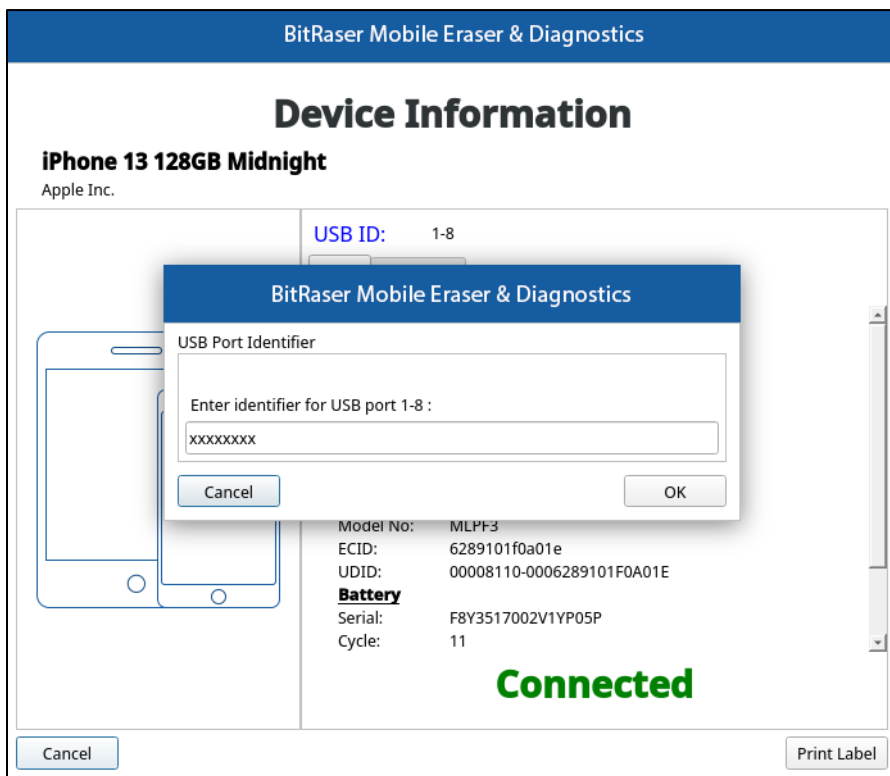 BitRaser Mobile Eraser & Diagnostics
Device Information
iPhone 13 128GB Midnight
Apple Inc.
USB ID: 1-8
BitRaser Mobile Eraser & Diagnostics
USB Port Identifier
Enter identifier for USB port 1-8 :
xxxxxxxx
Cancel OK
Model No: MLPF3
ECID: 6289101f0a01e
UDID: 00008110-0006289101F0A01E
Battery
Serial: F8Y3517002V1YP05P
Cycle: 11
Connected
Cancel Print Label